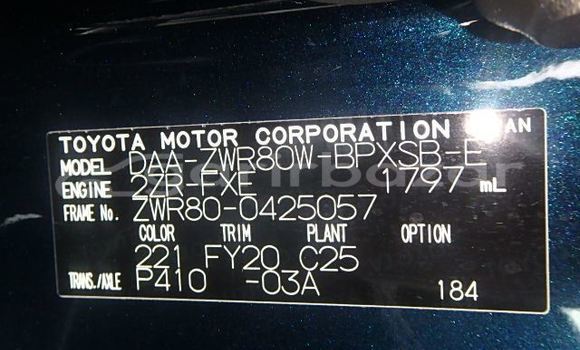 TOYOTA MOTOR CORPORATION
MODEL DAA-ZWR80W-BPXSB-E
ENGINE 2ZR-FXE 1797 mL
FRAME No. ZWR80-0425057
COLOR TRIM PLANT OPTION
221 FY20 C25
TRANS./AXLE P410 -03A 184